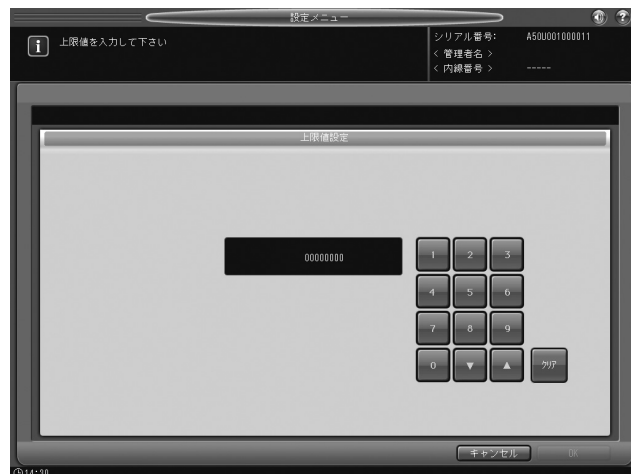 設定メニュー
i
上限値を入力して下さい
シリアル番号: A50U001000011
< 管理者名 >
< 内線番号 > -----
上限値設定
00000000
1 2 3
4 5 6
7 8 9
0 ▼ ▲ クリア
キャンセル OK
14:20